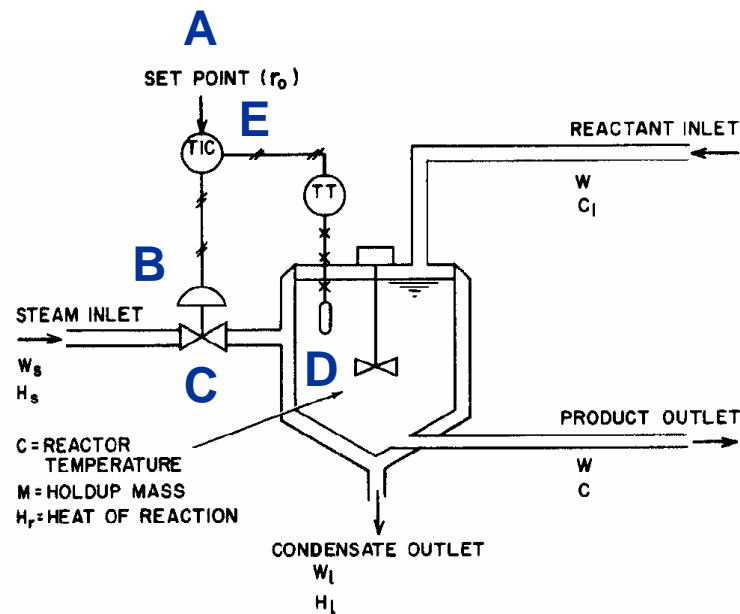 A
SET POINT (r₀)
E
TIC
TT
REACTANT INLET
W
Cl
B
STEAM INLET
Ws
Hs
C
D
C=REACTOR
TEMPERATURE
M=HOLDUP MASS
Hr=HEAT OF REACTION
PRODUCT OUTLET
W
C
CONDENSATE OUTLET
Wl
Hl